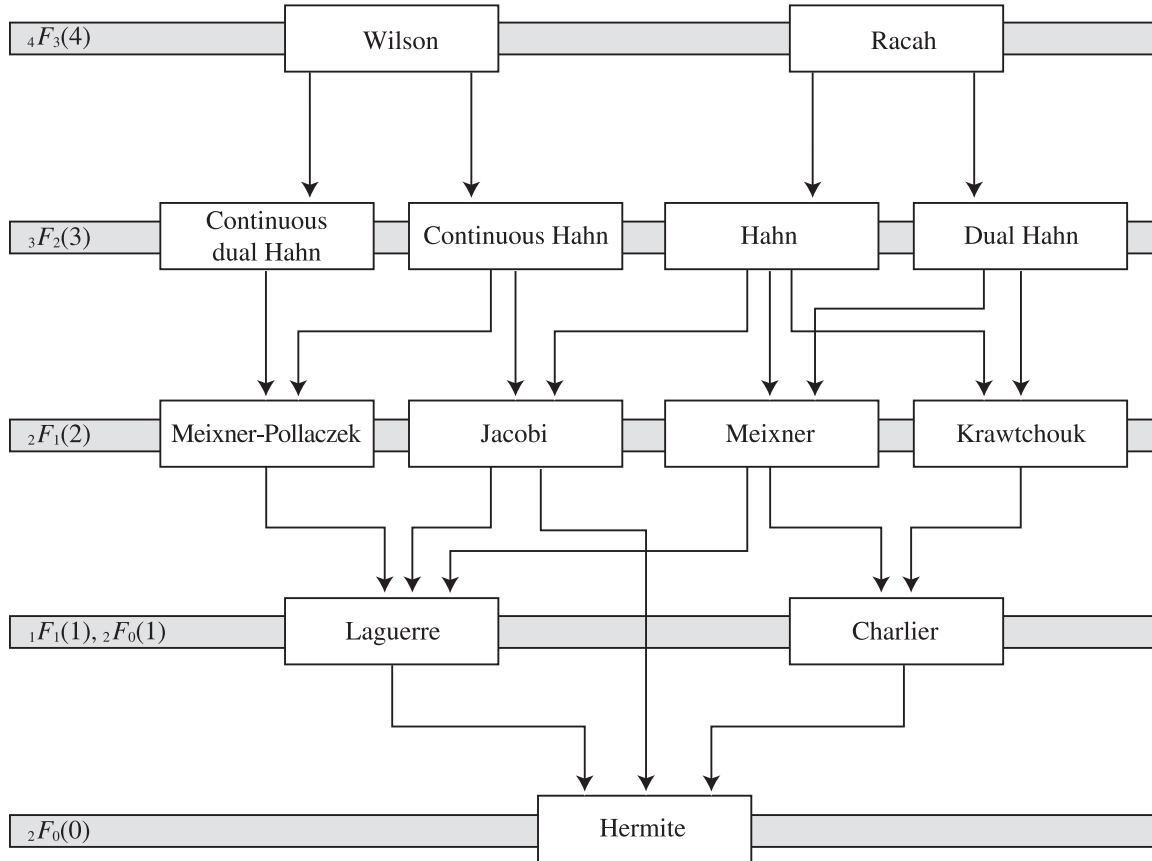 ₄F₃(4)
Wilson
Racah
₃F₂(3)
Continuous
dual Hahn
Continuous Hahn
Hahn
Dual Hahn
₂F₁(2)
Meixner-Pollaczek
Jacobi
Meixner
Krawtchouk
₁F₁(1), ₂F₀(1)
Laguerre
Charlier
₂F₀(0)
Hermite